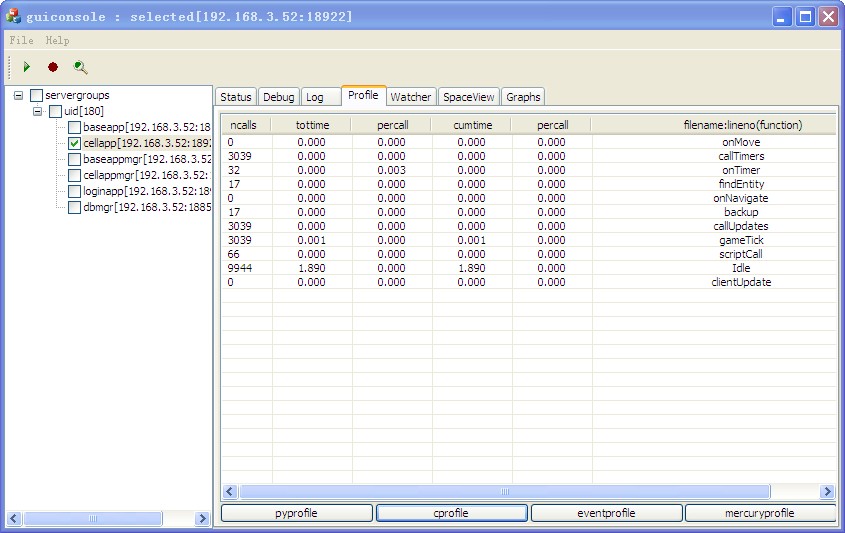 guiconsole : selected[192.168.3.52:18922]
File Help
servergroups
uid[180]
baseapp[192.168.3.52:18
cellapp[192.168.3.52:1892
baseappmgr[192.168.3.52
cellappmgr[192.168.3.52:
loginapp[192.168.3.52:189
dbmgr[192.168.3.52:1885
Status Debug Log Profile Watcher SpaceView Graphs
ncalls tottime percall cumtime percall filename:lineno(function)
0 0.000 0.000 0.000 0.000 onMove
3039 0.000 0.000 0.000 0.000 callTimers
32 0.000 0.003 0.000 0.000 onTimer
17 0.000 0.000 0.000 0.000 findEntity
0 0.000 0.000 0.000 0.000 onNavigate
17 0.000 0.000 0.000 0.000 backup
3039 0.000 0.000 0.000 0.000 callUpdates
3039 0.001 0.000 0.001 0.000 gameTick
66 0.000 0.000 0.000 0.000 scriptCall
9944 1.890 0.000 1.890 0.000 Idle
0 0.000 0.000 0.000 0.000 clientUpdate
pyprofile cprofile eventprofile mercuryprofile